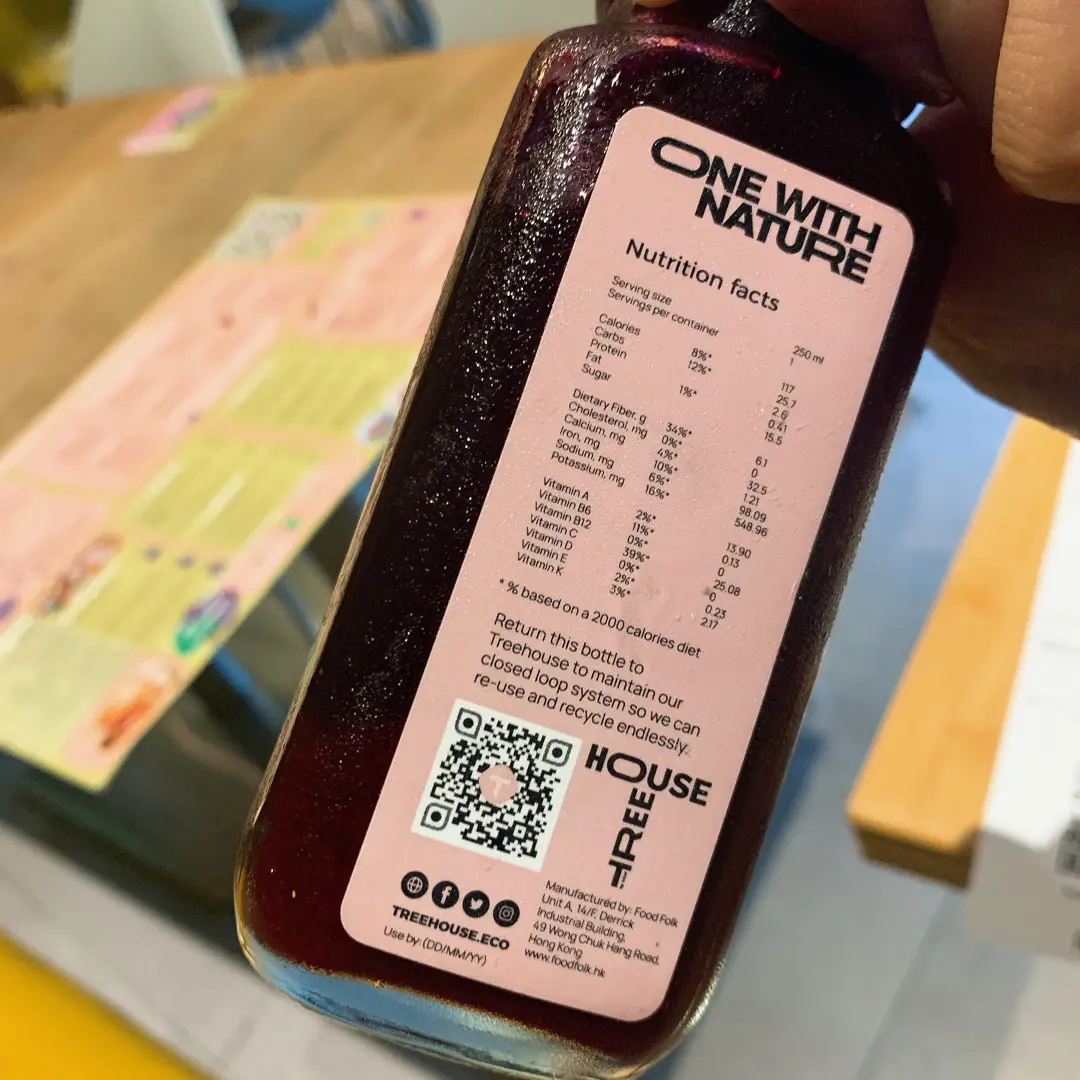 ONE WITH
NATURE
Nutrition facts
Serving size 250 ml
Servings per container 1
Calories 8%* 117
Carbs 12%* 25.7
Protein 2.6
Fat 1%* 0.41
Sugar 15.5
Dietary Fiber, g 34%* 6.1
Cholesterol, mg 0%* 0
Calcium, mg 4%* 32.5
Iron, mg 10%* 1.21
Sodium, mg 6%* 98.09
Potassium, mg 16%* 548.96
Vitamin A 2%* 13.90
Vitamin B6 11%* 0.13
Vitamin B12 0%* 0
Vitamin C 39%* 25.08
Vitamin D 0%* 0
Vitamin E 2%* 0.23
Vitamin K 3%* 2.17
* % based on a 2000 calories diet
Return this bottle to
Treehouse to maintain our
closed loop system so we can
re-use and recycle endlessly.
HOUSE
TREE
TREEHOUSE.ECO
Use by:(DD/MM/YY)
Manufactured by: Food Folk
Unit A, 14/F, Derrick
Industrial Building,
49 Wong Chuk Hang Road,
Hong Kong
www.foodfolk.hk